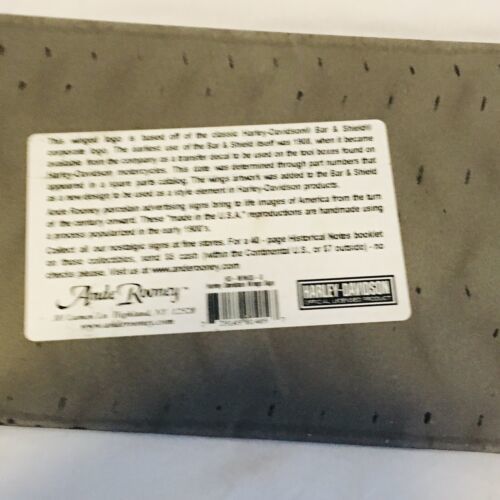 This winged logo is based off of the classic Harley-Davidson® Bar & Shield®
corporate logo. The earliest use of the Bar & Shield itself was 1908, when it became
available from the company as a transfer decal to be used on the tool boxes found on
Harley-Davidson motorcycles. This date was determined through part numbers that
appeared in a spare parts catalog. The wings artwork was added to the Bar & Shield
as a new design to be used as a style element in Harley-Davidson products.
Ande Rooney porcelain advertising signs bring to life images of America from the turn
of the century onward. These "made in the U.S.A." reproductions are handmade using
a process popularized in the early 1900's.
Collect all our nostalgic signs at fine stores. For a 40 - page Historical Notes booklet
on those collectibles, send $5 cash (within the Continental U.S., or $7 outside) - no
checks please. Visit us at www.anderooney.com.
Ande Rooney™
Highland, NY 12528
www.anderooney.com
HARLEY-DAVIDSON
OFFICIAL LICENSED PRODUCT